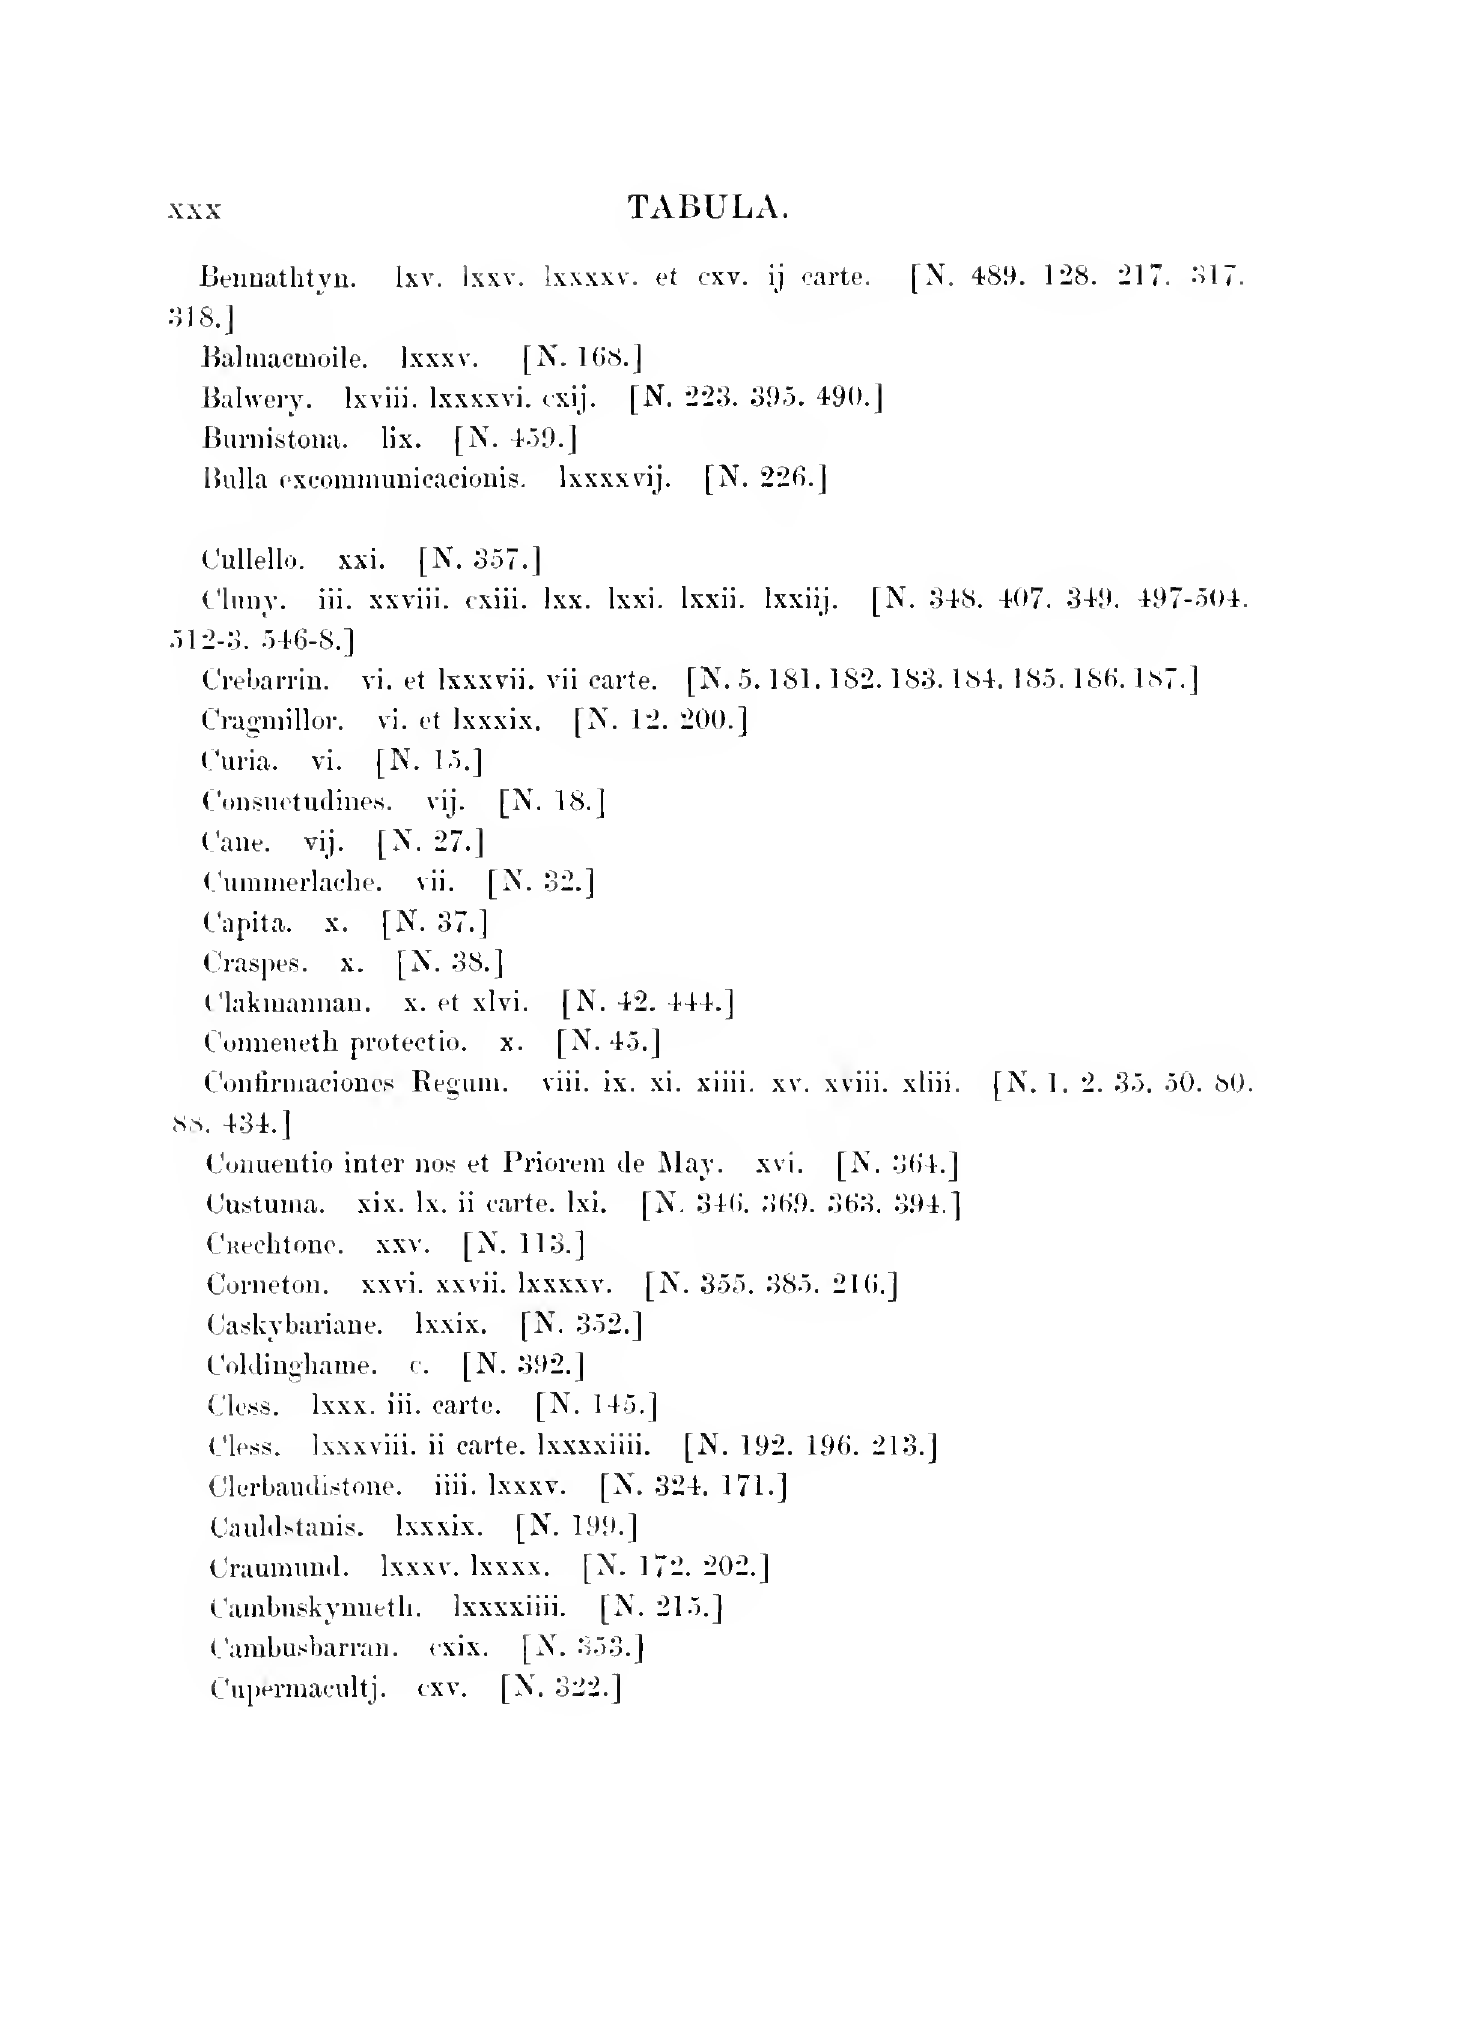 xxx TABULA.
Bennathtyn. lxv. lxxv. lxxxxv. et cxv. ij carte. [N. 489. 128. 217. 317.
318.]
Balmacmoile. lxxxv. [N. 168.]
Balwery. lxviii. lxxxxvi. cxij. [N. 223. 395. 490.]
Burnistona. lix. [N. 459.]
Bulla excommunicacionis. lxxxxvij. [N. 226.]
Cullello. xxi. [N. 357.]
Cluny. iii. xxviii. cxiii. lxx. lxxi. lxxii. lxxiij. [N. 348. 407. 349. 497-504.
512-3. 546-8.]
Crebarrin. vi. et lxxxvii. vii carte. [N. 5. 181. 182. 183. 184. 185. 186. 187.]
Cragmillor. vi. et lxxxix. [N. 12. 200.]
Curia. vi. [N. 15.]
Consuetudines. vij. [N. 18.]
Cane. vij. [N. 27.]
Cummerlache. vii. [N. 32.]
Capita. x. [N. 37.]
Craspes. x. [N. 38.]
Clakmannan. x. et xlvi. [N. 42. 444.]
Conneneth protectio. x. [N. 45.]
Confirmaciones Regum. viii. ix. xi. xiiii. xv. xviii. xliii. [N. 1. 2. 35. 50. 80.
88. 434.]
Conuentio inter nos et Priorem de May. xvi. [N. 364.]
Custuma. xix. lx. ii carte. lxi. [N. 346. 369. 363. 394.]
Crechtone. xxv. [N. 113.]
Corneton. xxvi. xxvii. lxxxxv. [N. 355. 385. 216.]
Caskybariane. lxxix. [N. 352.]
Coldinghame. c. [N. 392.]
Cless. lxxx. iii. carte. [N. 145.]
Cless. lxxxviii. ii carte. lxxxxiiii. [N. 192. 196. 213.]
Clerbaudistone. iiii. lxxxv. [N. 324. 171.]
Cauldstanis. lxxxix. [N. 199.]
Craumund. lxxxv. lxxxx. [N. 172. 202.]
Cambuskynneth. lxxxxiiii. [N. 215.]
Cambusbarran. cxix. [N. 353.]
Cupermacultj. cxv. [N. 322.]